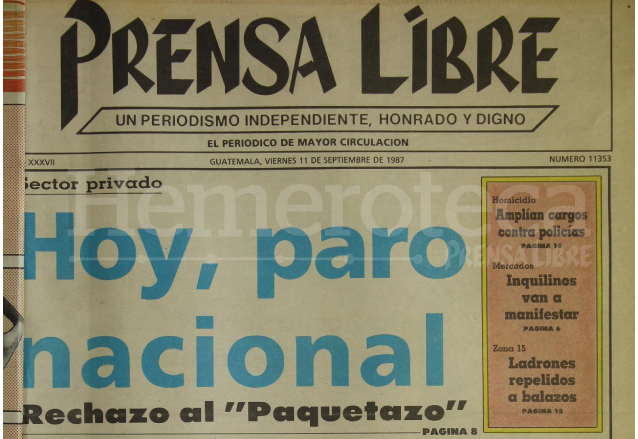 PRENSA LIBRE
UN PERIODISMO INDEPENDIENTE, HONRADO Y DIGNO
EL PERIODICO DE MAYOR CIRCULACION
XXXVII GUATEMALA, VIERNES 11 DE SEPTIEMBRE DE 1987 NUMERO 11353
Sector privado
Hoy, paro
nacional
Rechazo al "Paquetazo"
PAGINA 8
Homicidio
Amplían cargos
contra policías
Mercados
Inquilinos
van a
manifestar
PAGINA 6
Zona 15
Ladrones
repelidos
a balazos
Hemeroteca
PRENSA LIBRE